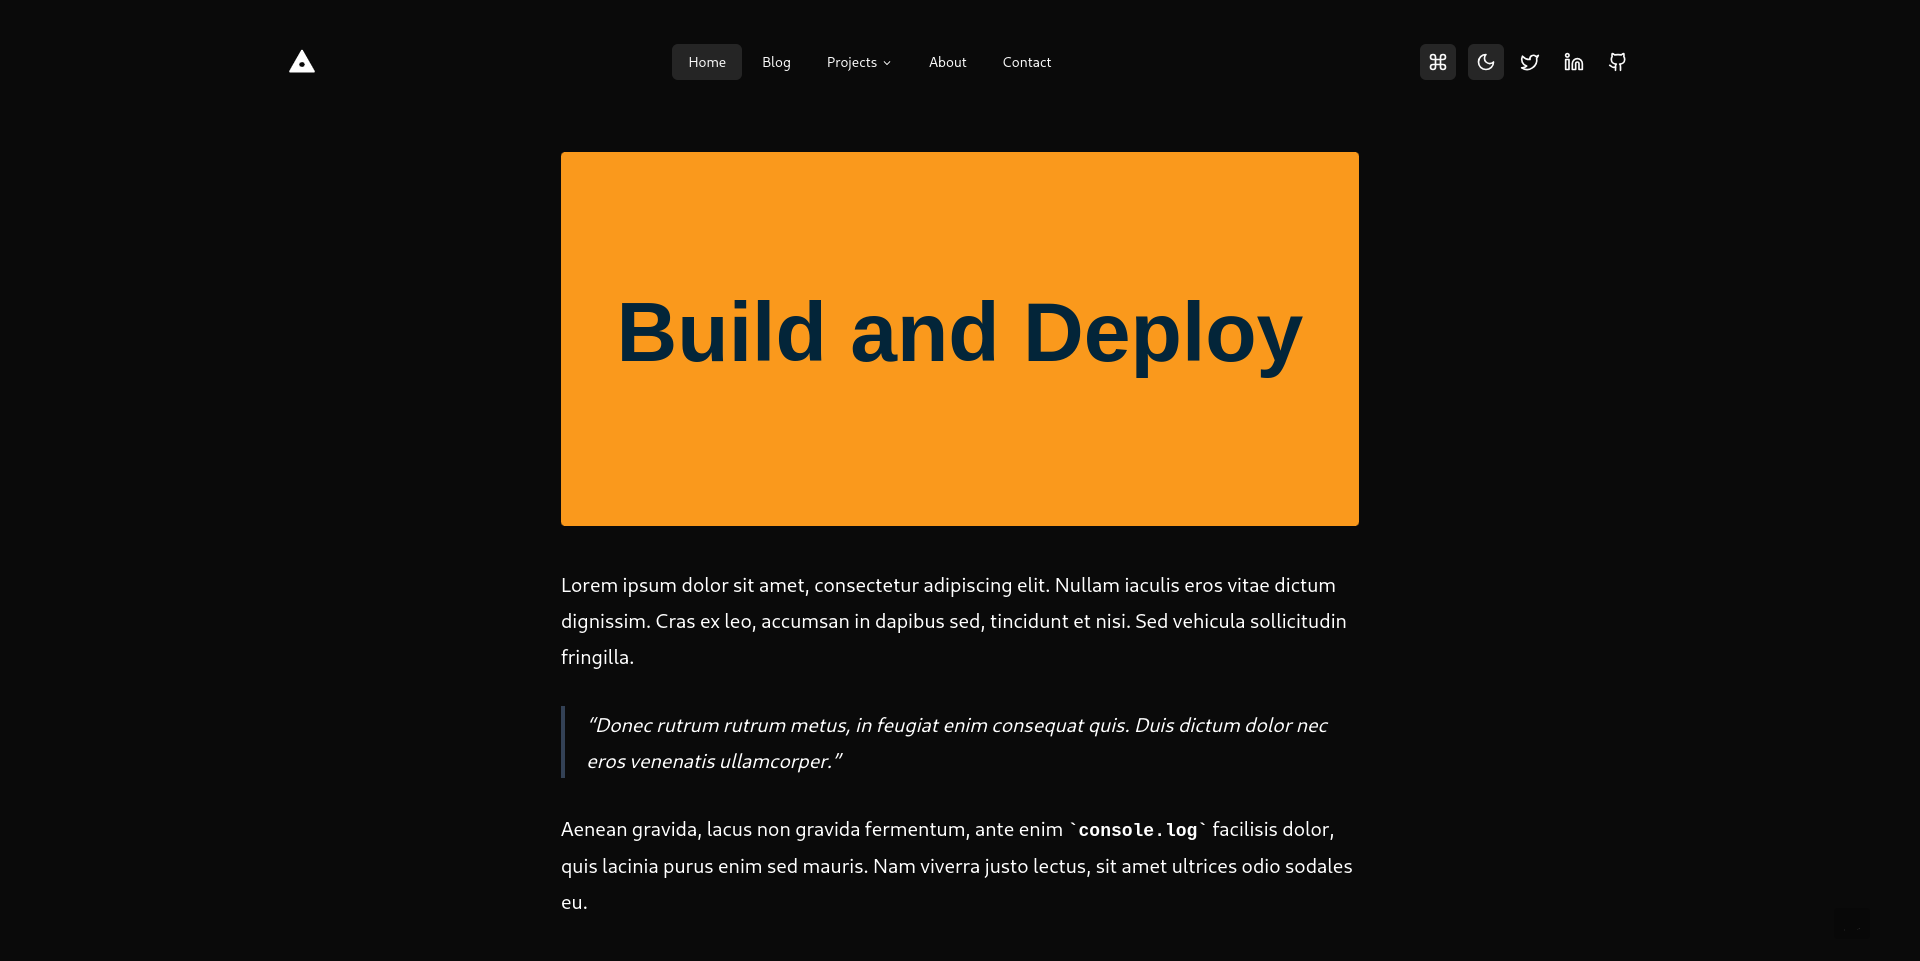 Home Blog Projects About Contact
Build and Deploy
Lorem ipsum dolor sit amet, consectetur adipiscing elit. Nullam iaculis eros vitae dictum
dignissim. Cras ex leo, accumsan in dapibus sed, tincidunt et nisi. Sed vehicula sollicitudin
fringilla.
“Donec rutrum rutrum metus, in feugiat enim consequat quis. Duis dictum dolor nec
eros venenatis ullamcorper.”
Aenean gravida, lacus non gravida fermentum, ante enim `console.log` facilisis dolor,
quis lacinia purus enim sed mauris. Nam viverra justo lectus, sit amet ultrices odio sodales
eu.